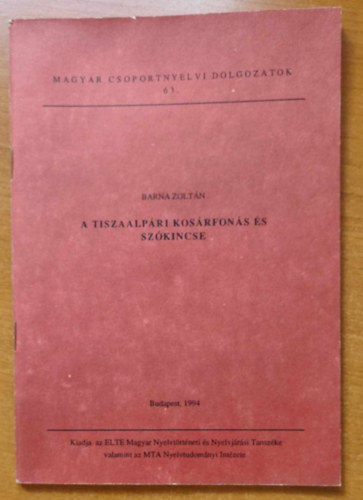 MAGYAR CSOPORTNYELVI DOLGOZATOK
63.
BARNA ZOLTÁN
A TISZAALPÁRI KOSÁRFONÁS ÉS
SZÓKINCSE
Budapest, 1994
Kiadja: az ELTE Magyar Nyelvtörténeti és Nyelvjárási Tanszéke
valamint az MTA Nyelvtudományi Intézete